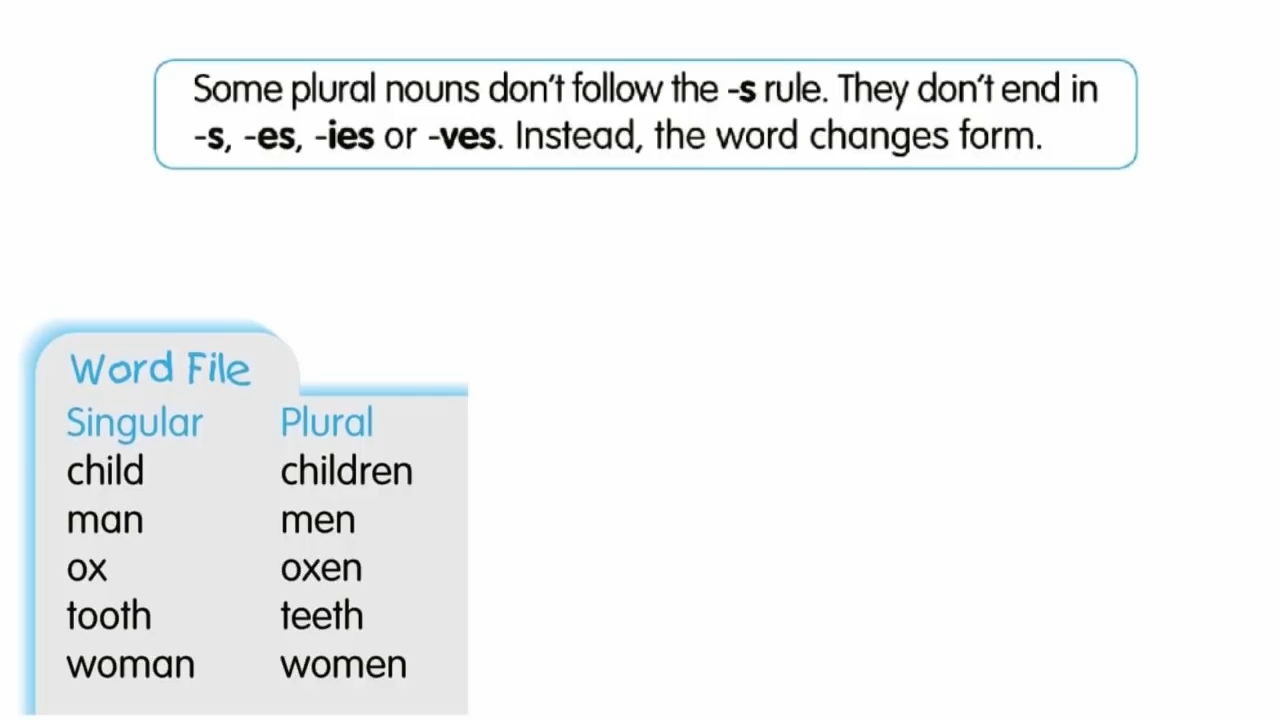 Some plural nouns don't follow the -s rule. They don't end in
-s, -es, -ies or -ves. Instead, the word changes form.
Word File
Singular Plural
child children
man men
ox oxen
tooth teeth
woman women